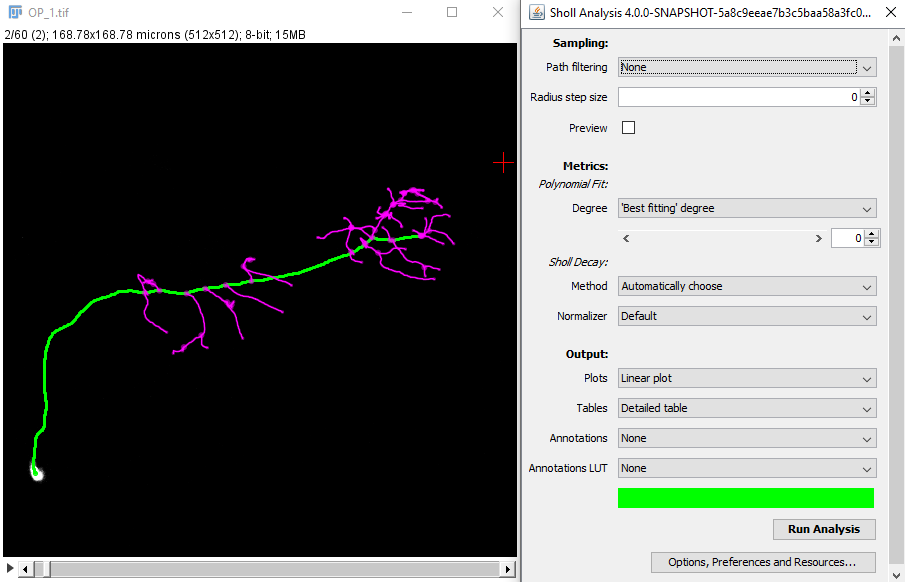 OP_1.tif
2/60 (2); 168.78x168.78 microns (512x512); 8-bit; 15MB
Sholl Analysis 4.0.0-SNAPSHOT-5a8c9eeae7b3c5baa58a3fc0...
Sampling:
Path filtering None
Radius step size 0
Preview
Metrics:
Polynomial Fit:
Degree 'Best fitting' degree
0
Sholl Decay:
Method Automatically choose
Normalizer Default
Output:
Plots Linear plot
Tables Detailed table
Annotations None
Annotations LUT None
Run Analysis
Options, Preferences and Resources...